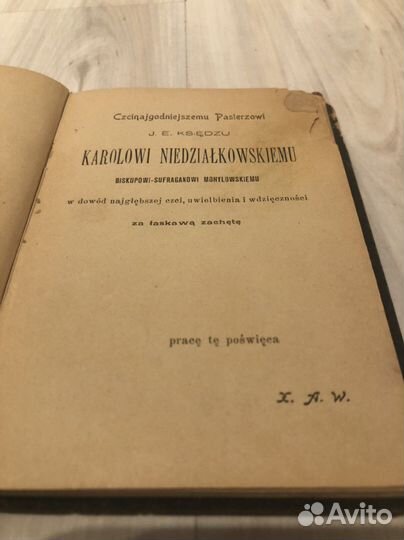 Czcinajgodniejszemu Pasterzowi
J. E. KSIĘDZU
KAROLOWI NIEDZIAŁKOWSKIEMU
BISKUPOWI-SUFRAGANOWI MOHYLOWSKIEMU
w dowód najgłębszej czci, uwielbienia i wdzięczności
za łaskawą zachętę
pracę tę poświęca
X. A. W.
Avito